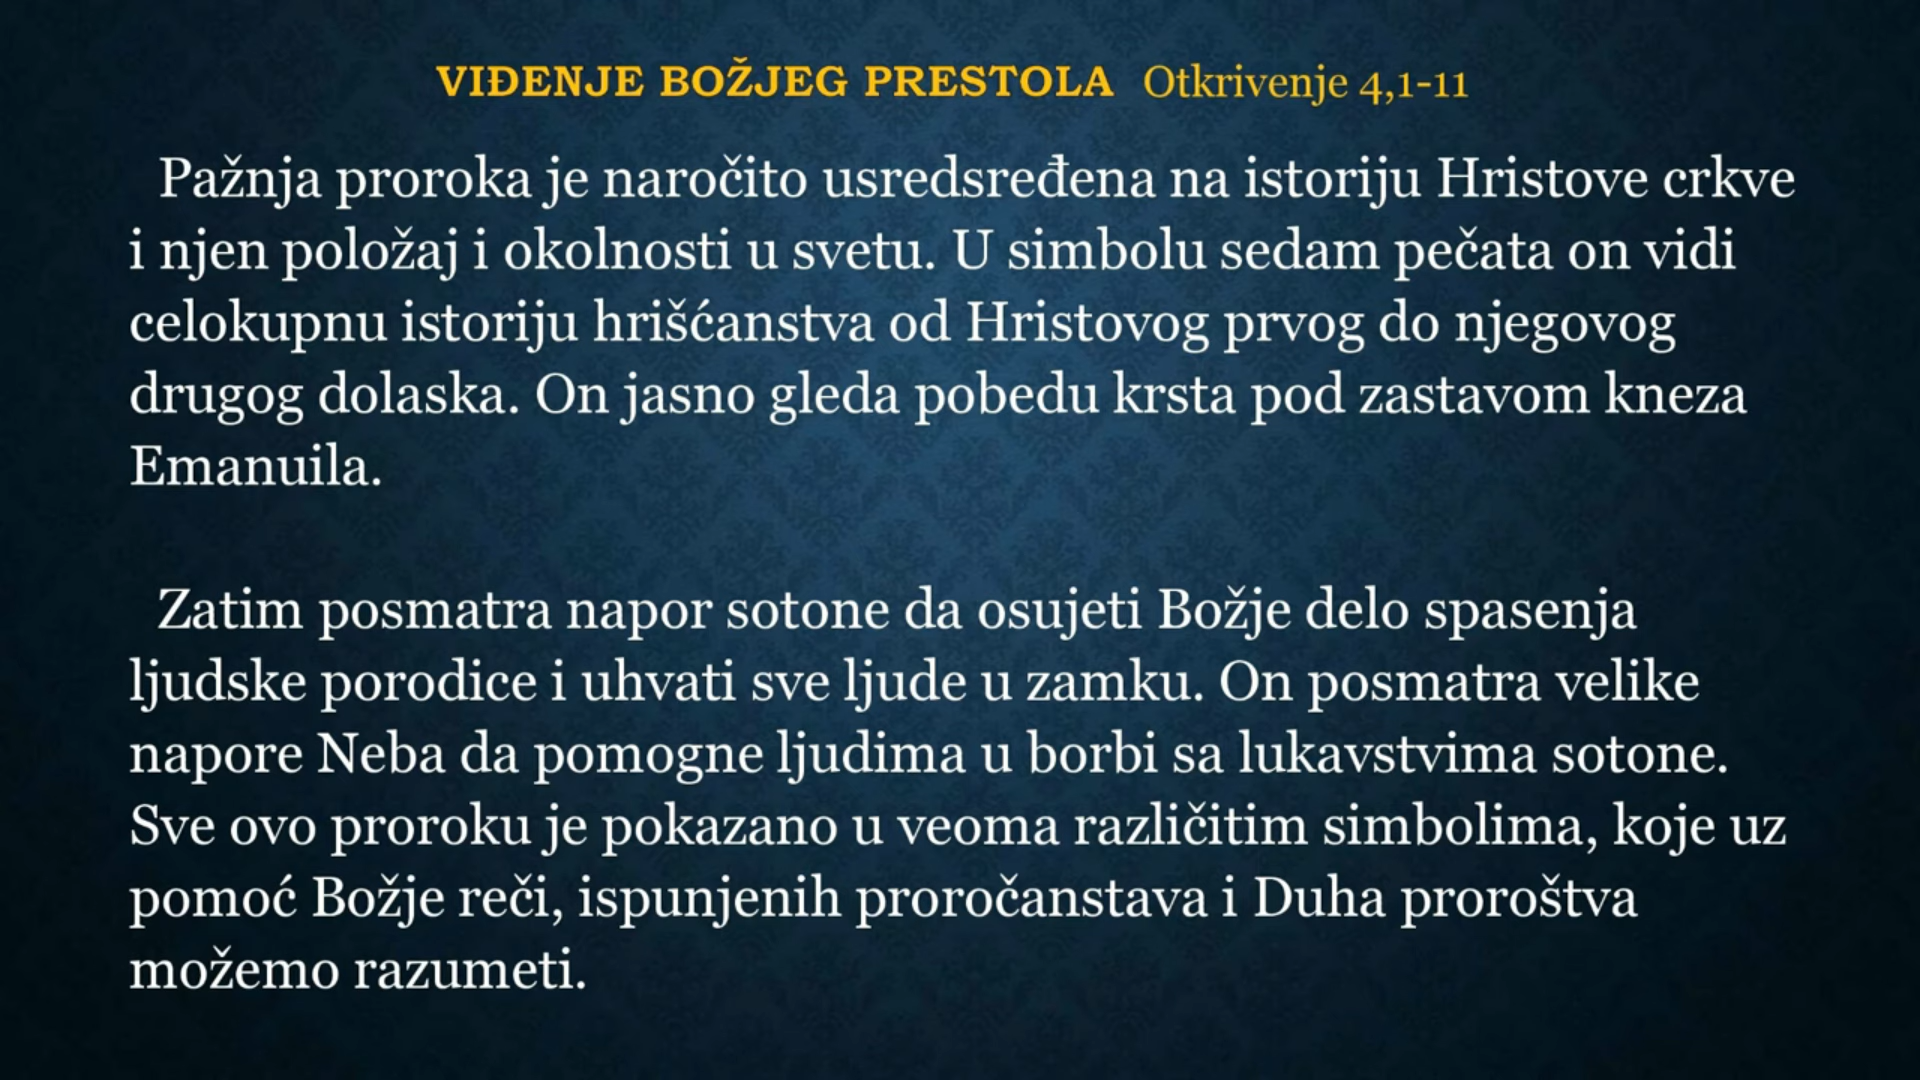 VIĐENJE BOŽJEG PRESTOLA Otkrivenje 4,1-11
Pažnja proroka je naročito usredsređena na istoriju Hristove crkve
i njen položaj i okolnosti u svetu. U simbolu sedam pečata on vidi
celokupnu istoriju hrišćanstva od Hristovog prvog do njegovog
drugog dolaska. On jasno gleda pobedu krsta pod zastavom kneza
Emanuila.
Zatim posmatra napor sotone da osujeti Božje delo spasenja
ljudske porodice i uhvati sve ljude u zamku. On posmatra velike
napore Neba da pomogne ljudima u borbi sa lukavstvima sotone.
Sve ovo proroku je pokazano u veoma različitim simbolima, koje uz
pomoć Božje reči, ispunjenih proročanstava i Duha proroštva
možemo razumeti.